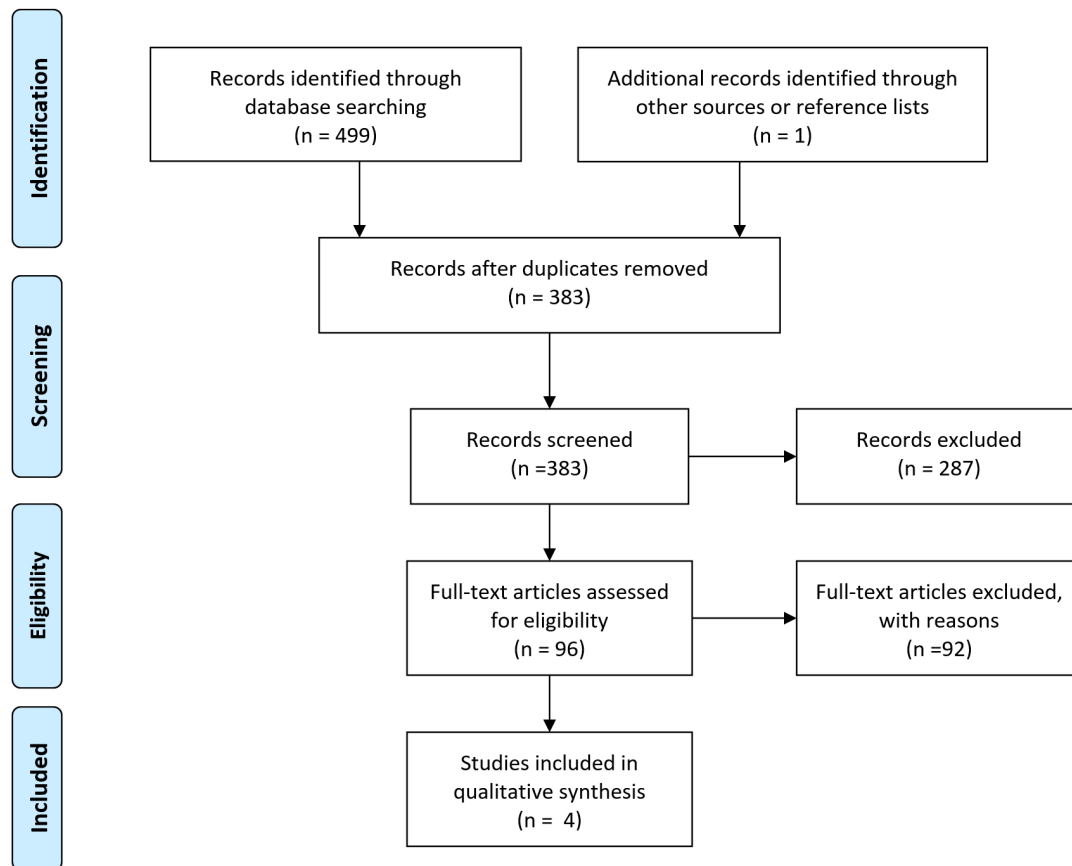 Identification
Records identified through
database searching
(n = 499)
Additional records identified through
other sources or reference lists
(n = 1)
Records after duplicates removed
(n = 383)
Screening
Records screened
(n =383)
Records excluded
(n = 287)
Eligibility
Full-text articles assessed
for eligibility
(n = 96)
Full-text articles excluded,
with reasons
(n =92)
Included
Studies included in
qualitative synthesis
(n =  4)